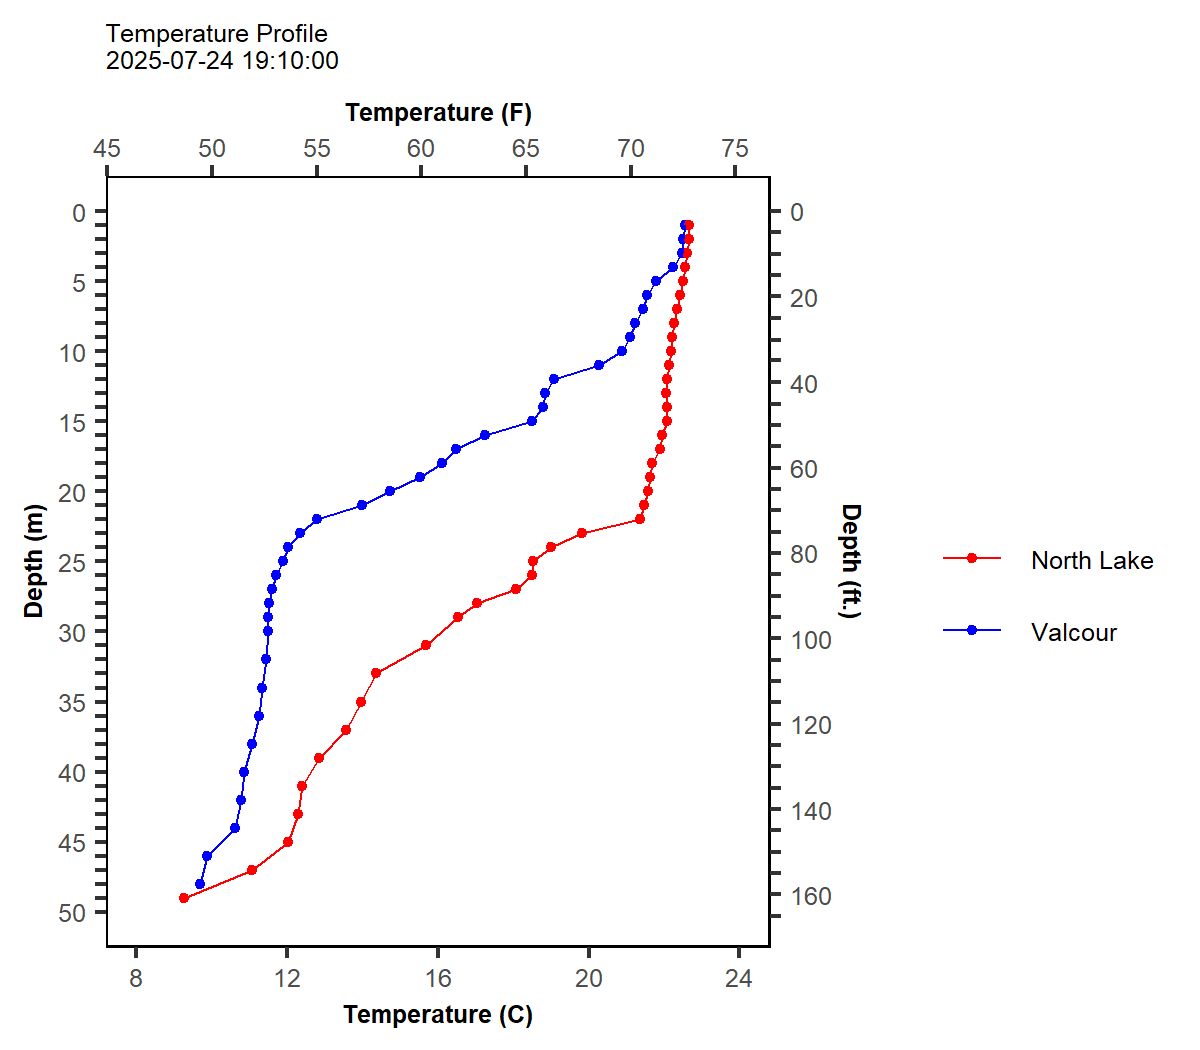 Temperature Profile
2025-07-24 19:10:00
Temperature (F)
45 50 55 60 65 70 75
0
5
10
15
20
25
30
35
40
45
50
Depth (m)
0
20
40
60
80
100
120
140
160
Depth (ft.)
North Lake
Valcour
8 12 16 20 24
Temperature (C)